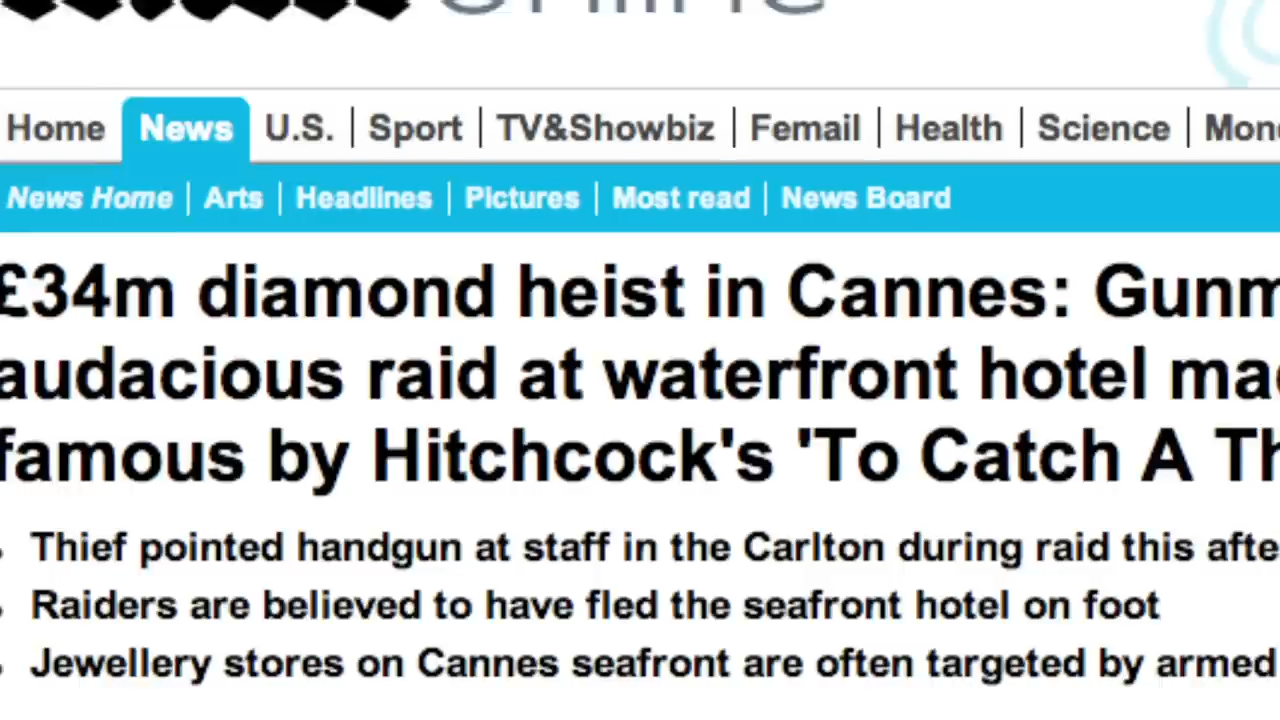 Home News U.S. Sport TV&Showbiz Femail Health Science
News Home Arts Headlines Pictures Most read News Board
£34m diamond heist in Cannes:
audacious raid at waterfront hotel
famous by Hitchcock's 'To Catch A
Thief pointed handgun at staff in the Carlton during raid this
Raiders are believed to have fled the seafront hotel on foot
Jewellery stores on Cannes seafront are often targeted by armed